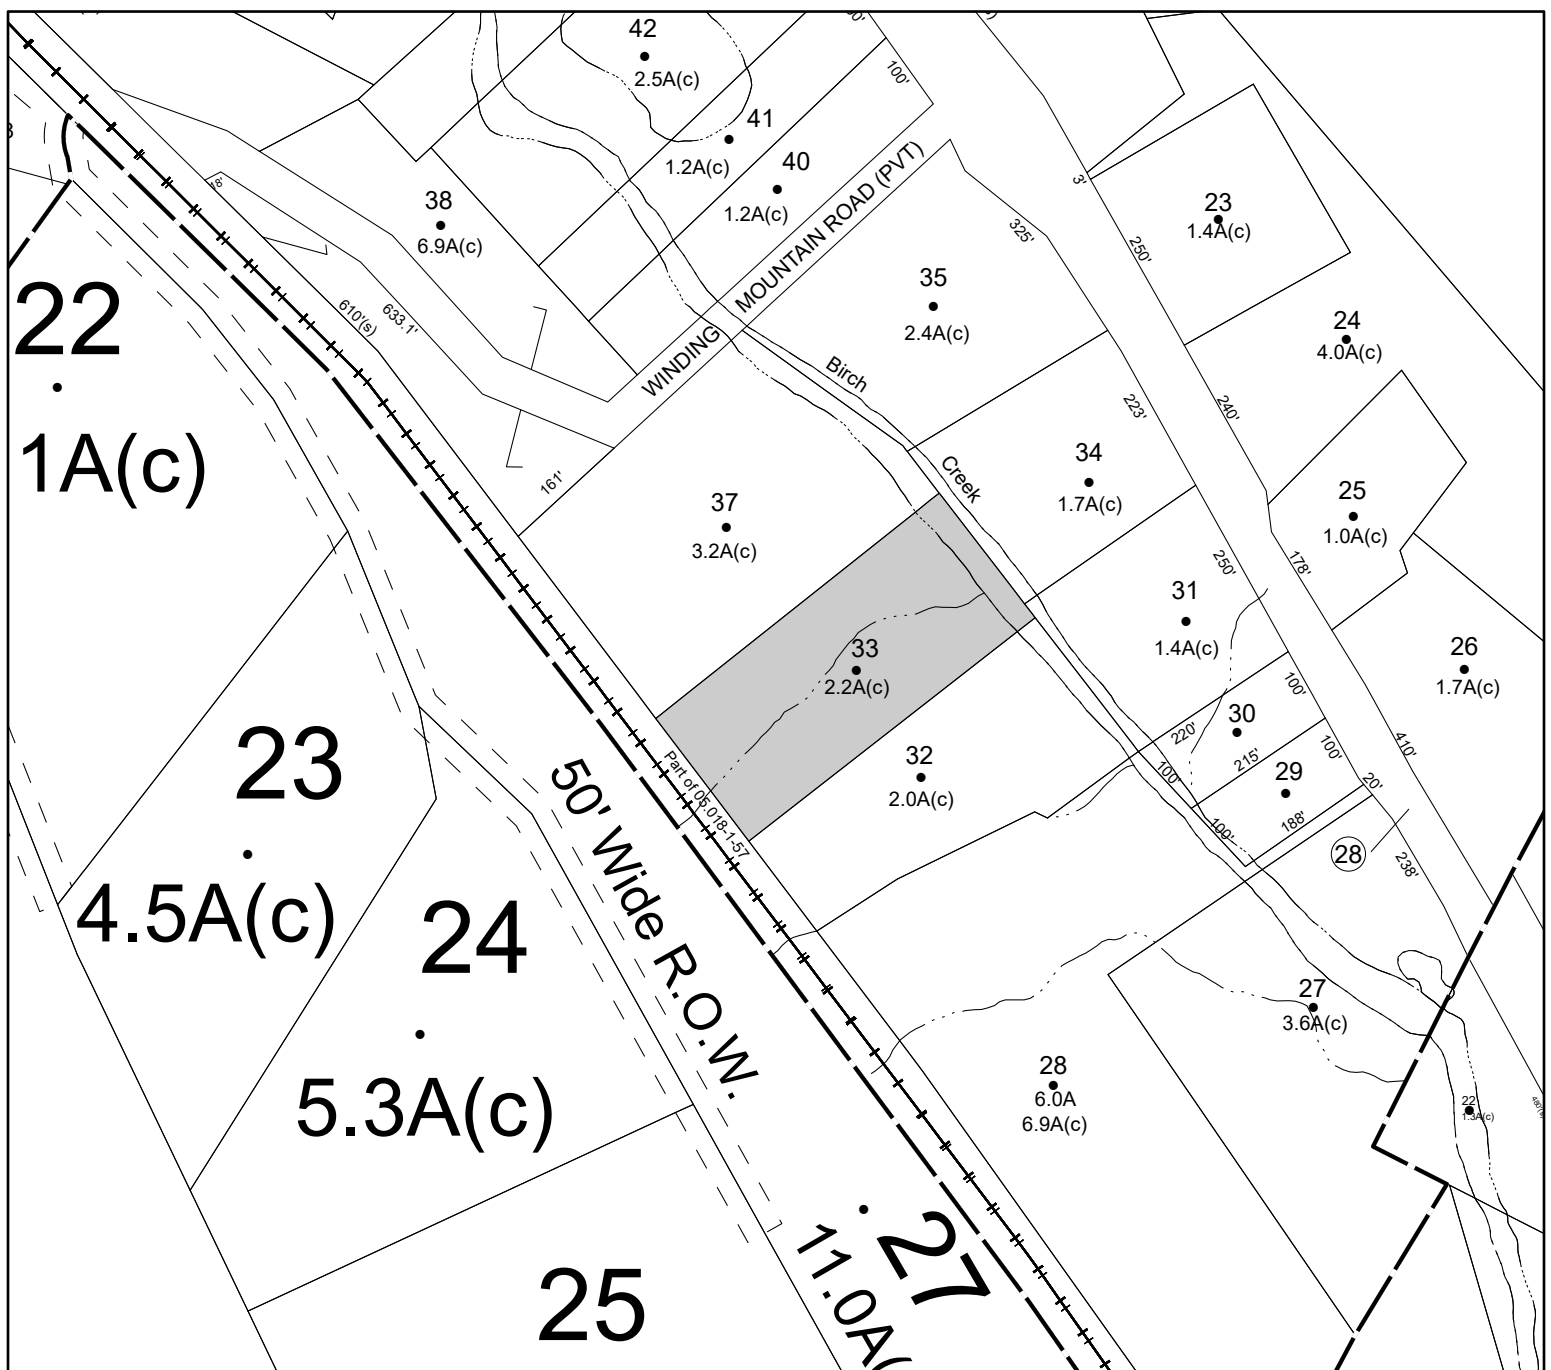 42
2.5A(c)
100'
41
1.2A(c)
40
1.2A(c)
38
6.9A(c)
18'
WINDING MOUNTAIN ROAD (PVT)
325'
3'
250'
23
1.4A(c)
35
2.4A(c)
24
4.0A(c)
610'(s)
633.1'
Birch
Creek
223'
240'
34
1.7A(c)
25
1.0A(c)
161'
37
3.2A(c)
250'
178'
31
1.4A(c)
33
2.2A(c)
26
1.7A(c)
100'
30
220'
215'
100'
410'
32
2.0A(c)
100'
29
20'
188'
100'
28
238'
Part of 05.018-1-57
22
1A(c)
23
4.5A(c)
50' Wide R.O.W.
24
5.3A(c)
27
3.6A(c)
28
6.0A
6.9A(c)
22
1.3A(c)
27
11.0A(
25